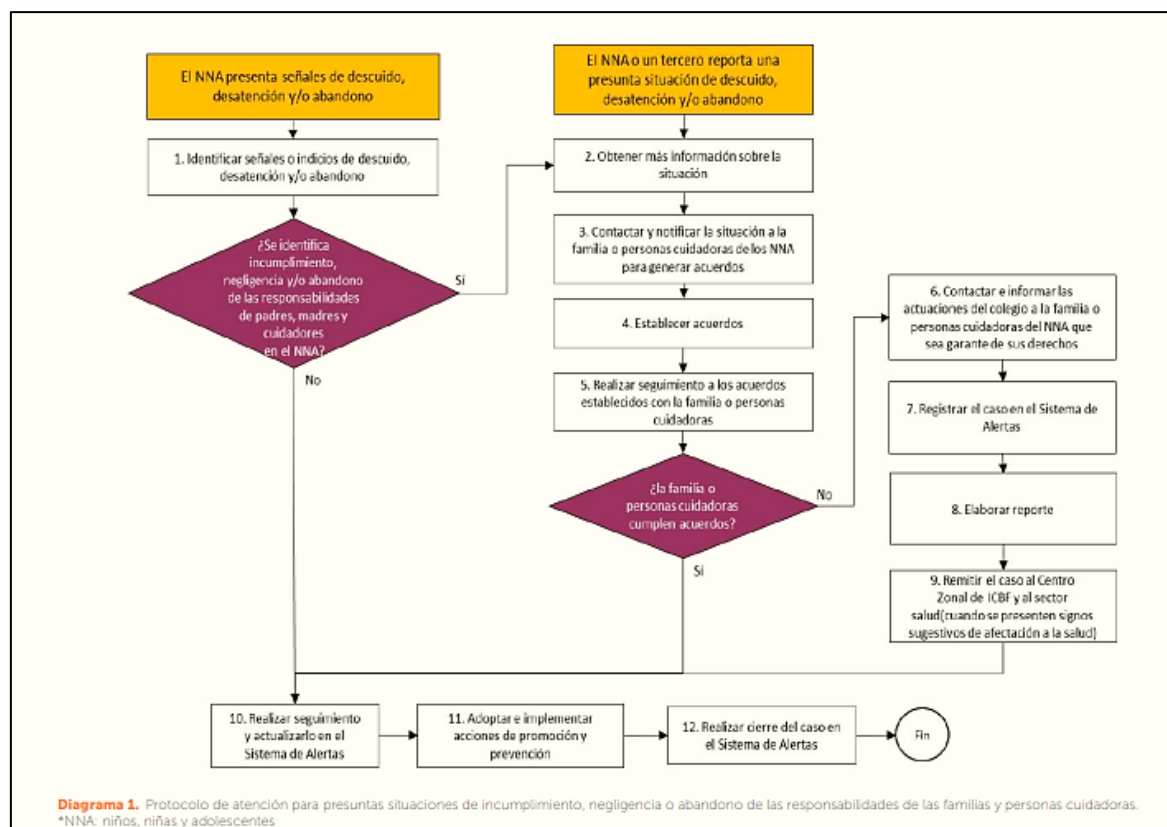 El NNA presenta señales de descuido,
desatención y/o abandono
El NNA o un tercero reporta una
presunta situación de descuido,
desatención y/o abandono
1. Identificar señales o indicios de descuido,
desatención y/o abandono
2. Obtener más información sobre la
situación
¿Se identifica
incumplimiento,
negligencia y/o abandono
de las responsabilidades
de padres, madres y
cuidadores
en el NNA?
Sí
No
3. Contactar y notificar la situación a la
familia o personas cuidadoras de los NNA
para generar acuerdos
4. Establecer acuerdos
5. Realizar seguimiento a los acuerdos
establecidos con la familia o personas
cuidadoras
¿la familia o
personas cuidadoras
cumplen acuerdos?
No
Sí
6. Contactar e informar las
actuaciones del colegio a la familia o
personas cuidadoras del NNA que
sea garante de sus derechos
7. Registrar el caso en el Sistema de
Alertas
8. Elaborar reporte
9. Remitir el caso al Centro
Zonal de ICBF y al sector
salud(cuando se presenten signos
sugestivos de afectación a la salud)
10. Realizar seguimiento
y actualizarlo en el
Sistema de Alertas
11. Adoptar e implementar
acciones de promoción y
prevención
12. Realizar cierre del caso en
el Sistema de Alertas
Fin
Diagrama 1. Protocolo de atención para presuntas situaciones de incumplimiento, negligencia o abandono de las responsabilidades de las familias y personas cuidadoras.
*NNA: niños, niñas y adolescentes